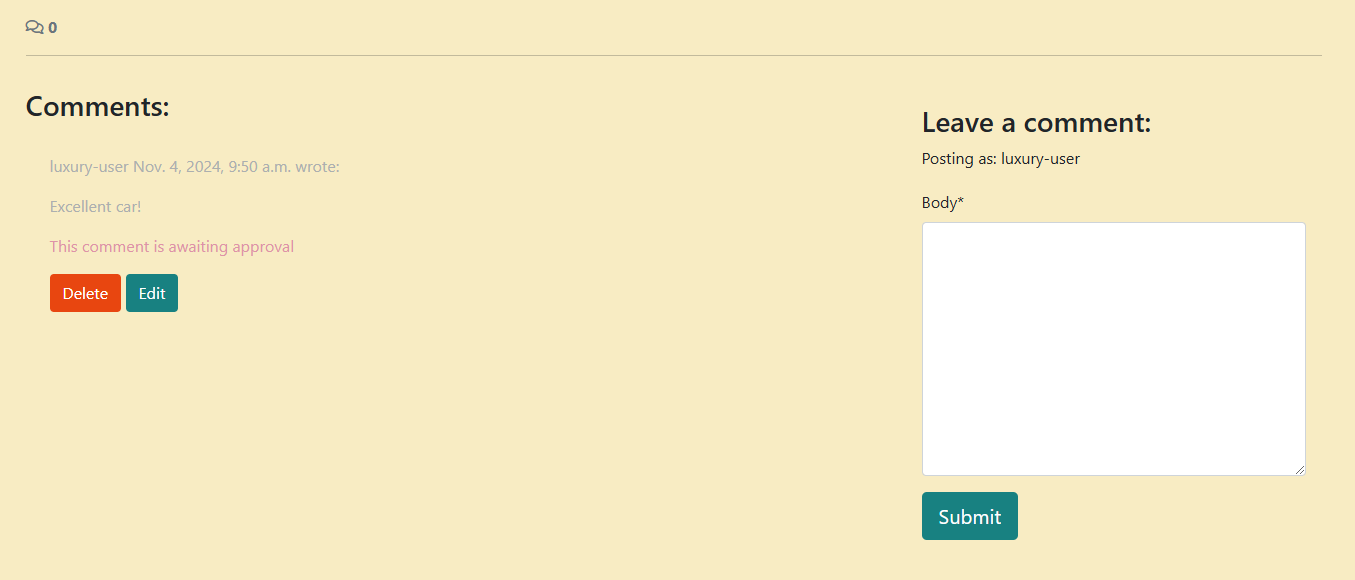 0
Comments:
luxury-user Nov. 4, 2024, 9:50 a.m. wrote:
Excellent car!
This comment is awaiting approval
Delete Edit
Leave a comment:
Posting as: luxury-user
Body*
Submit